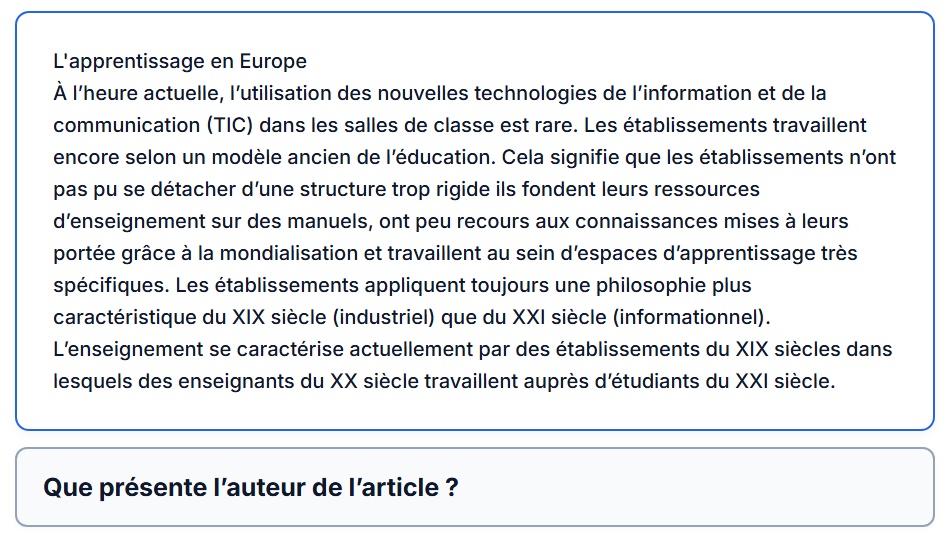 L'apprentissage en Europe
À l’heure actuelle, l’utilisation des nouvelles technologies de l’information et de la
communication (TIC) dans les salles de classe est rare. Les établissements travaillent
encore selon un modèle ancien de l’éducation. Cela signifie que les établissements n’ont
pas pu se détacher d’une structure trop rigide ils fondent leurs ressources
d’enseignement sur des manuels, ont peu recours aux connaissances mises à leurs
portée grâce à la mondialisation et travaillent au sein d’espaces d’apprentissage très
spécifiques. Les établissements appliquent toujours une philosophie plus
caractéristique du XIX siècle (industriel) que du XXI siècle (informationnel).
L’enseignement se caractérise actuellement par des établissements du XIX siècles dans
lesquels des enseignants du XX siècle travaillent auprès d’étudiants du XXI siècle.
Que présente l’auteur de l’article ?